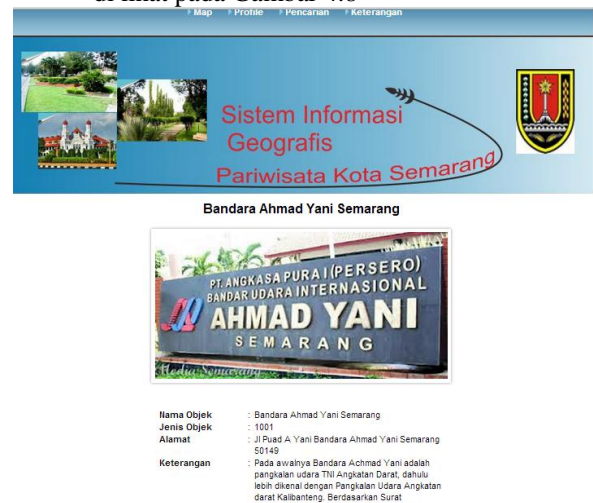 di lihat pada Gambar 4.6
Map Profile Pencarian Keterangan
Sistem Informasi
Geografis
Pariwisata Kota Semarang
Bandara Ahmad Yani Semarang
PT. ANGKASA PURA I (PERSERO)
BANDAR UDARA INTERNASIONAL
AHMAD YANI
SEMARANG
Media Semarang
Nama Objek : Bandara Ahmad Yani Semarang
Jenis Objek : 1001
Alamat : Jl Puad A Yani Bandara Ahmad Yani Semarang
50149
Keterangan : Pada awalnya Bandara Achmad Yani adalah
pangkalan udara TNI Angkatan Darat, dahulu
lebih dikenal dengan Pangkalan Udara Angkatan
darat Kalibanteng. Berdasarkan Surat